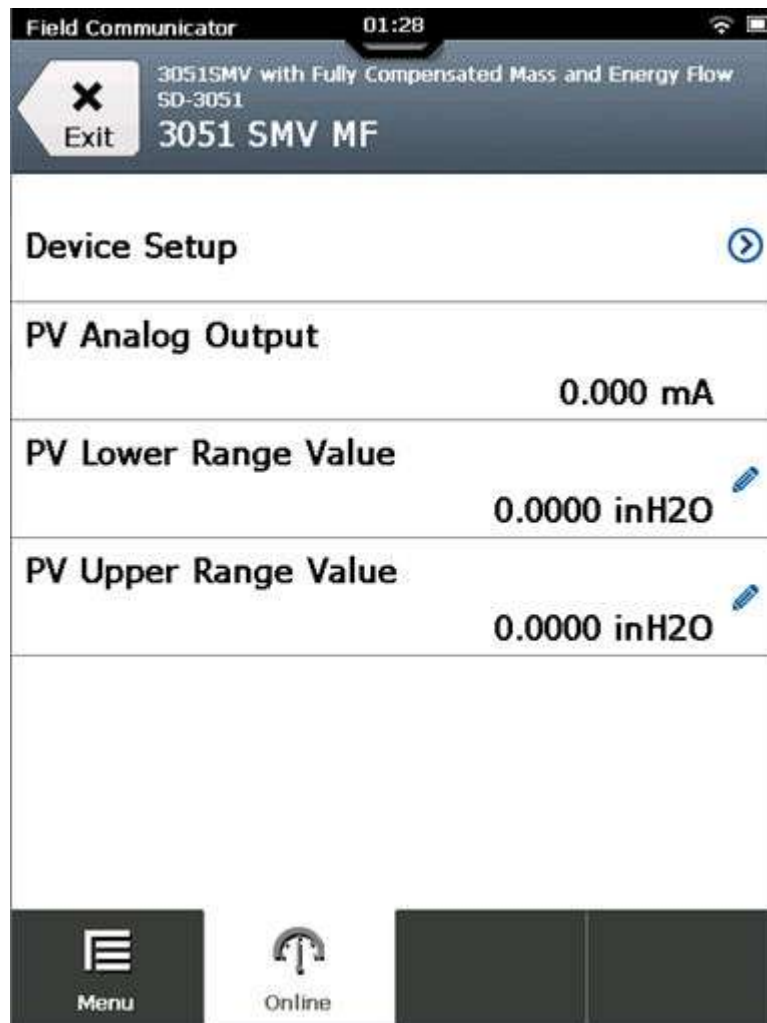 Field Communicator 01:28
3051SMV with Fully Compensated Mass and Energy Flow
SD-3051
3051 SMV MF
Exit
Device Setup
PV Analog Output
0.000 mA
PV Lower Range Value
0.0000 inH2O
PV Upper Range Value
0.0000 inH2O
Menu Online